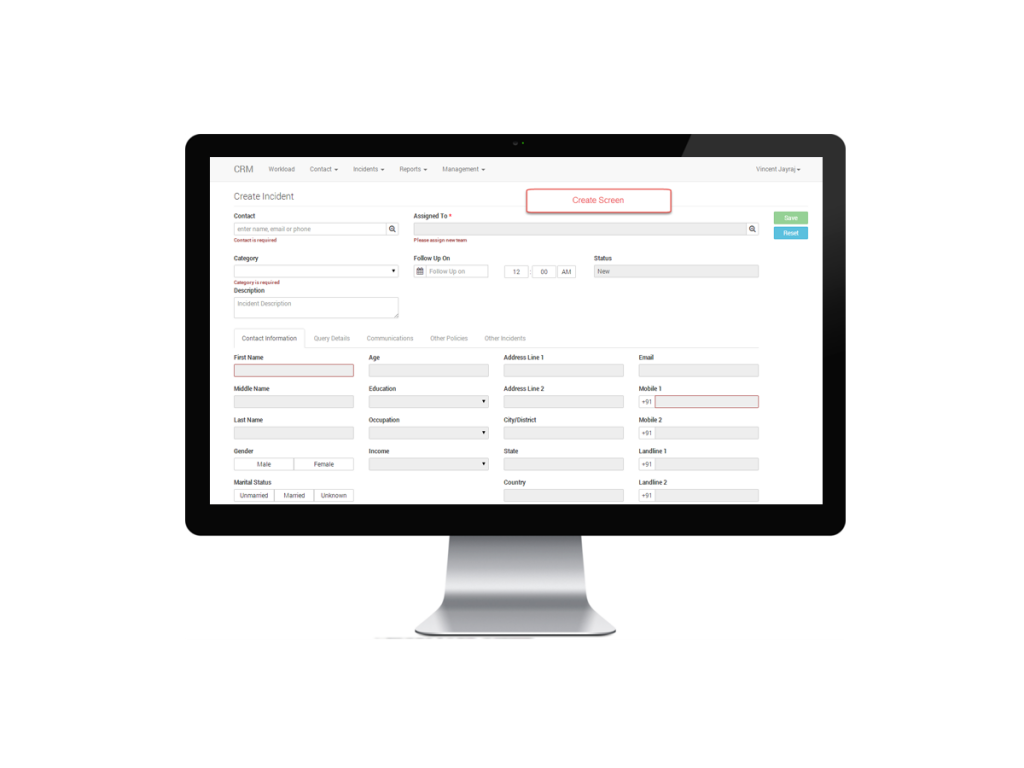 CRM Workload Contact Incidents Reports Management Vincent Jayraj
Create Incident
Create Screen
Contact Assigned To * Save
enter name, email or phone
Reset
Contact is required Please assign new team
Category Follow Up On Status
Follow Up on 12 : 00 AM New
Category is required
Description
Incident Description
Contact Information Query Details Communications Other Policies Other Incidents
First Name Age Address Line 1 Email
Middle Name Education Address Line 2 Mobile 1
+91
Last Name Occupation City/District Mobile 2
+91
Gender Income State Landline 1
Male Female +91
Marital Status Country Landline 2
Unmarried Married Unknown +91